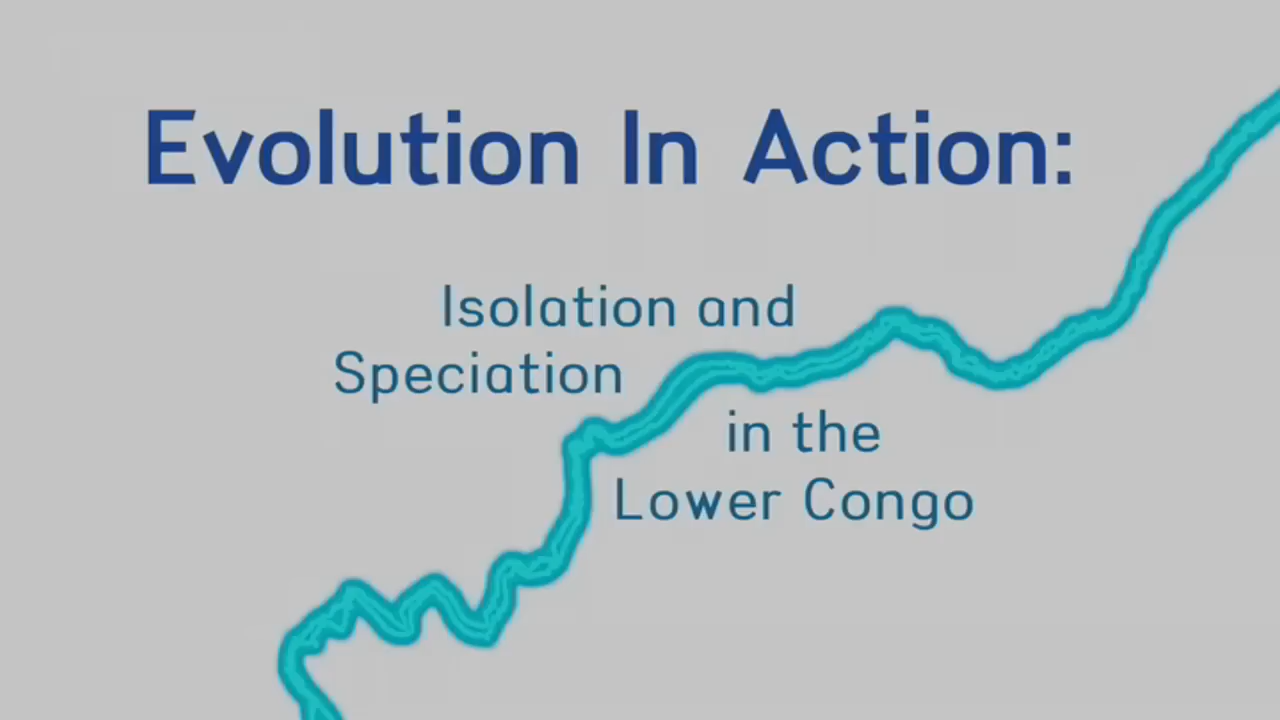 Evolution In Action:
Isolation and
Speciation
in the
Lower Congo